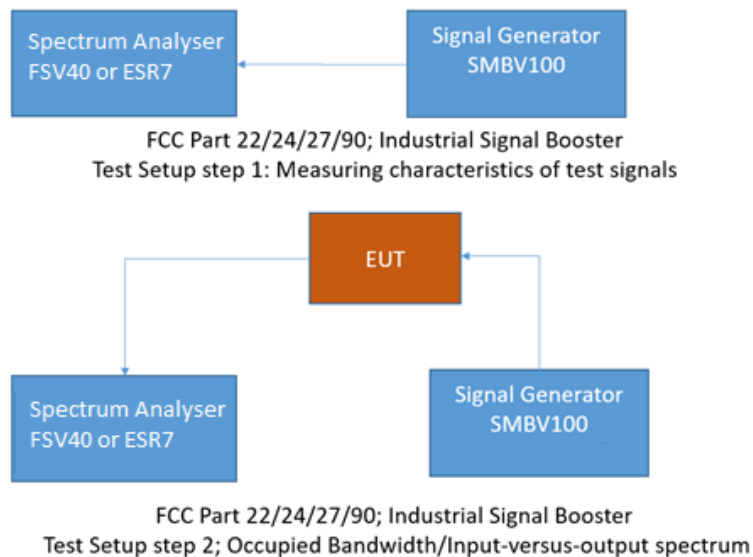 Spectrum Analyser
FSV40 or ESR7
Signal Generator
SMBV100
FCC Part 22/24/27/90; Industrial Signal Booster
Test Setup step 1: Measuring characteristics of test signals
EUT
Spectrum Analyser
FSV40 or ESR7
Signal Generator
SMBV100
FCC Part 22/24/27/90; Industrial Signal Booster
Test Setup step 2; Occupied Bandwidth/Input-versus-output spectrum